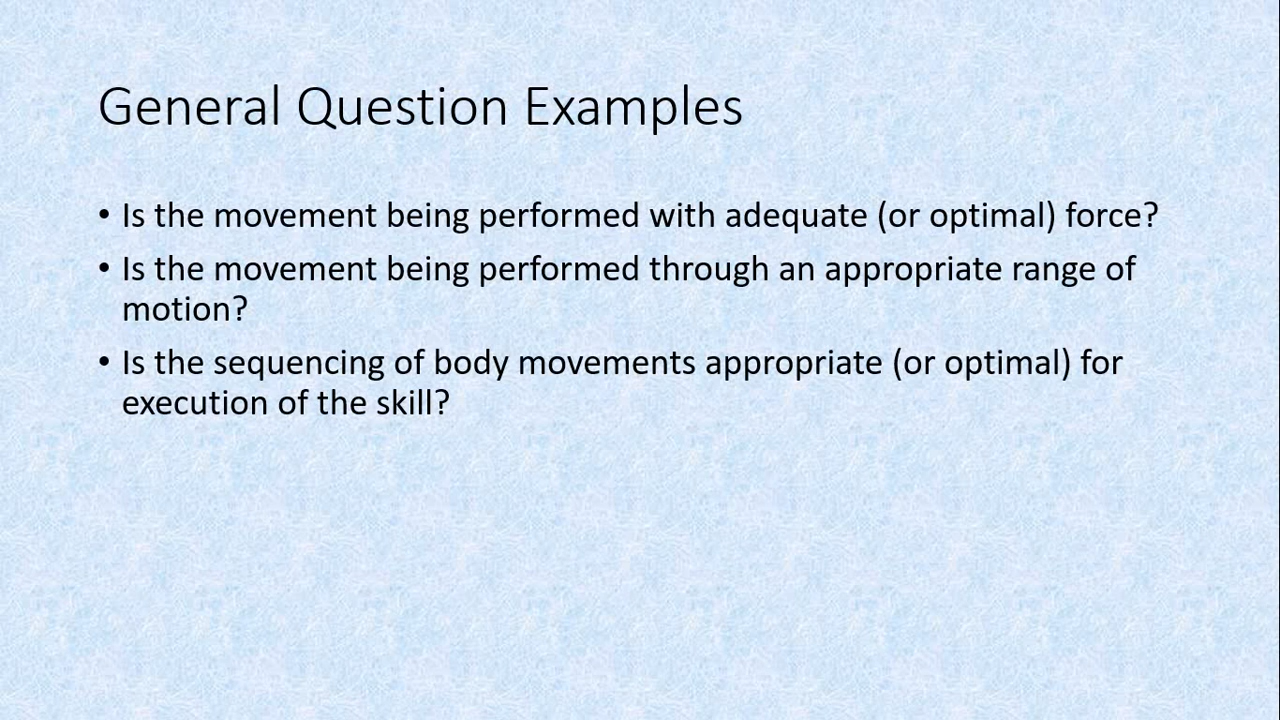 General Question Examples
• Is the movement being performed with adequate (or optimal) force?
• Is the movement being performed through an appropriate range of
motion?
• Is the sequencing of body movements appropriate (or optimal) for
execution of the skill?